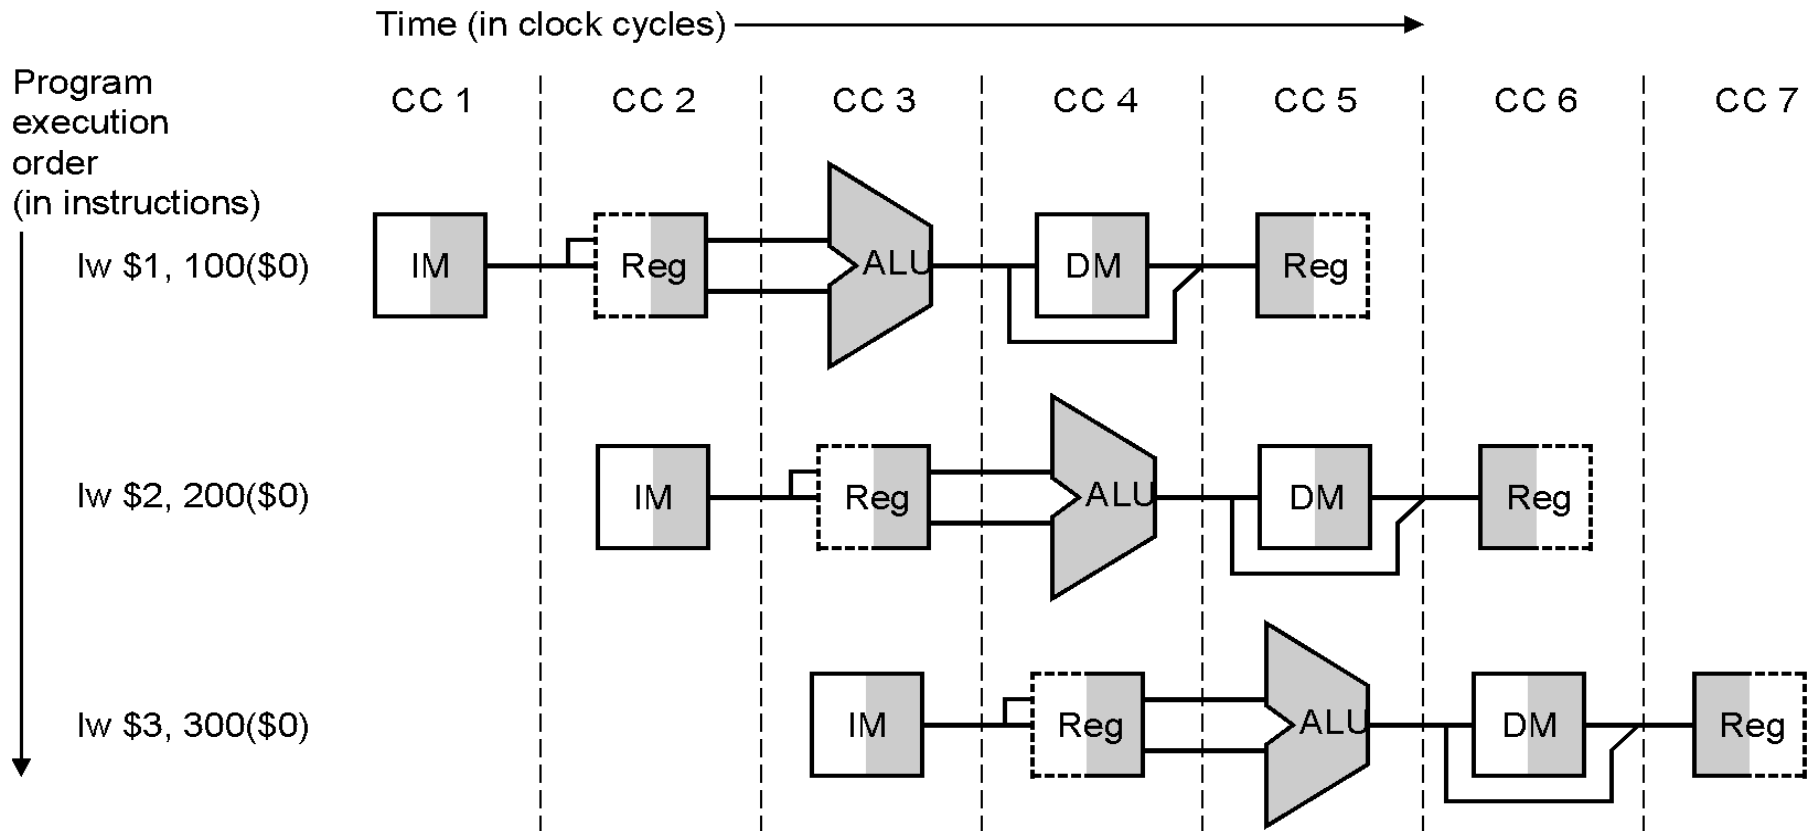 Time (in clock cycles)
Program
execution
order
(in instructions)
CC 1 CC 2 CC 3 CC 4 CC 5 CC 6 CC 7
lw $1, 100($0) IM Reg ALU DM Reg
lw $2, 200($0) IM Reg ALU DM Reg
lw $3, 300($0) IM Reg ALU DM Reg